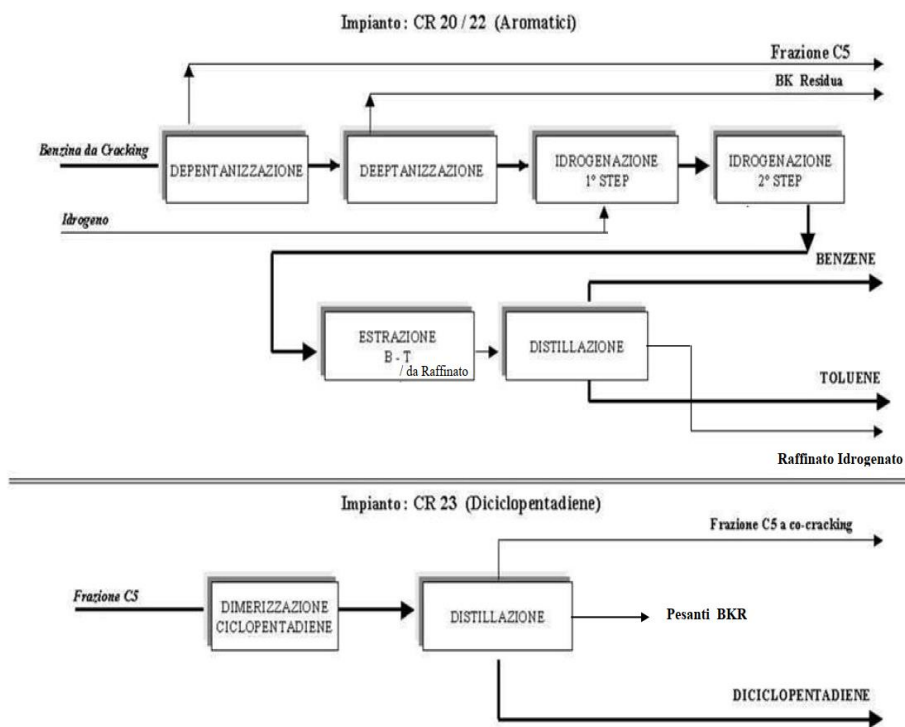 Impianto : CR 20 / 22 (Aromatici)
Frazione C5
BK Residua
Benzina da Cracking
DEPENTANIZZAZIONE
DEEPTANIZZAZIONE
IDROGENAZIONE
1° STEP
IDROGENAZIONE
2° STEP
Idrogeno
BENZENE
ESTRAZIONE
B - T
/ da Raffinato
DISTILLAZIONE
TOLUENE
Raffinato Idrogenato
Impianto : CR 23 (Diciclopentadiene)
Frazione C5 a co-cracking
Frazione C5
DIMERIZZAZIONE
CICLOPENTADIENE
DISTILLAZIONE
Pesanti BKR
DICICLOPENTADIENE